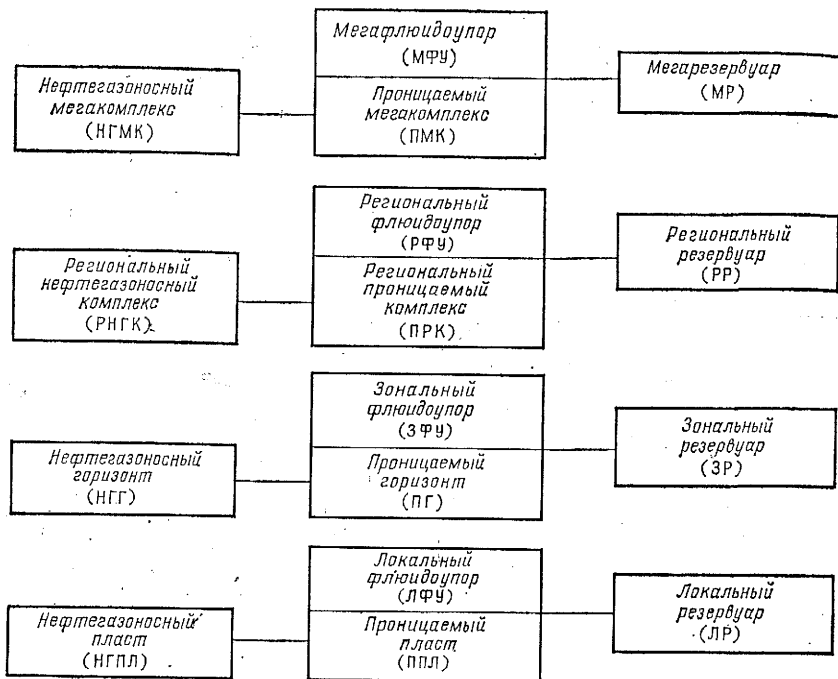 Нефтегазоносный
мегакомплекс
(НГМК)
Мегафлюидоупор
(МФУ)
Проницаемый
мегакомплекс
(ПМК)
Мегарезервуар
(МР)
Региональный
нефтегазоносный
комплекс
(РНГК)
Региональный
флюидоупор
(РФУ)
Региональный
проницаемый
комплекс
(ПРК)
Региональный
резервуар
(РР)
Нефтегазоносный
горизонт
(НГГ)
Зональный
флюидоупор
(ЗФУ)
Проницаемый
горизонт
(ПГ)
Зональный
резервуар
(ЗР)
Нефтегазоносный
пласт
(НГПЛ)
Локальный
флюидоупор
(ЛФУ)
Проницаемый
пласт
(ППЛ)
Локальный
резервуар
(ЛР)